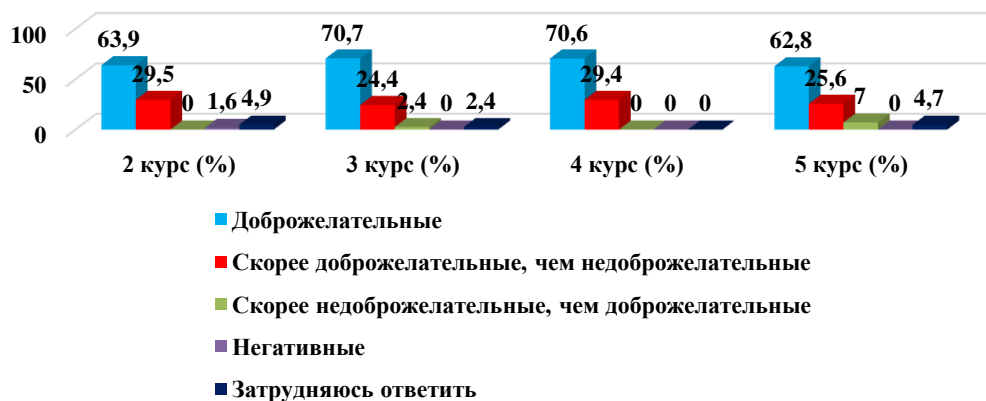 100
50
0
63,9
29,5
0
1,6
4,9
70,7
24,4
2,4
0
2,4
70,6
29,4
0
0
0
62,8
25,6
7
0
4,7
2 курс (%)
3 курс (%)
4 курс (%)
5 курс (%)
Доброжелательные
Скорее доброжелательные, чем недоброжелательные
Скорее недоброжелательные, чем доброжелательные
Негативные
Затрудняюсь ответить